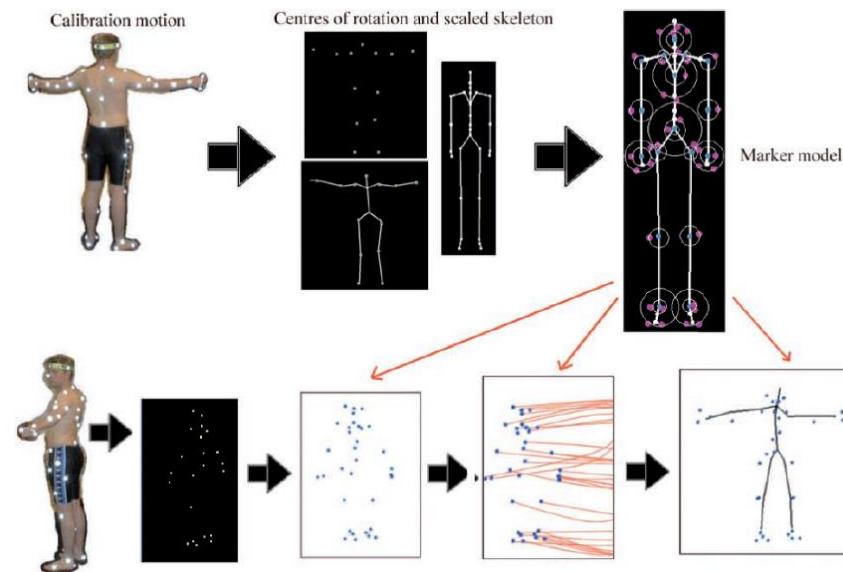 Calibration motion
Centres of rotation and scaled skeleton
Marker model